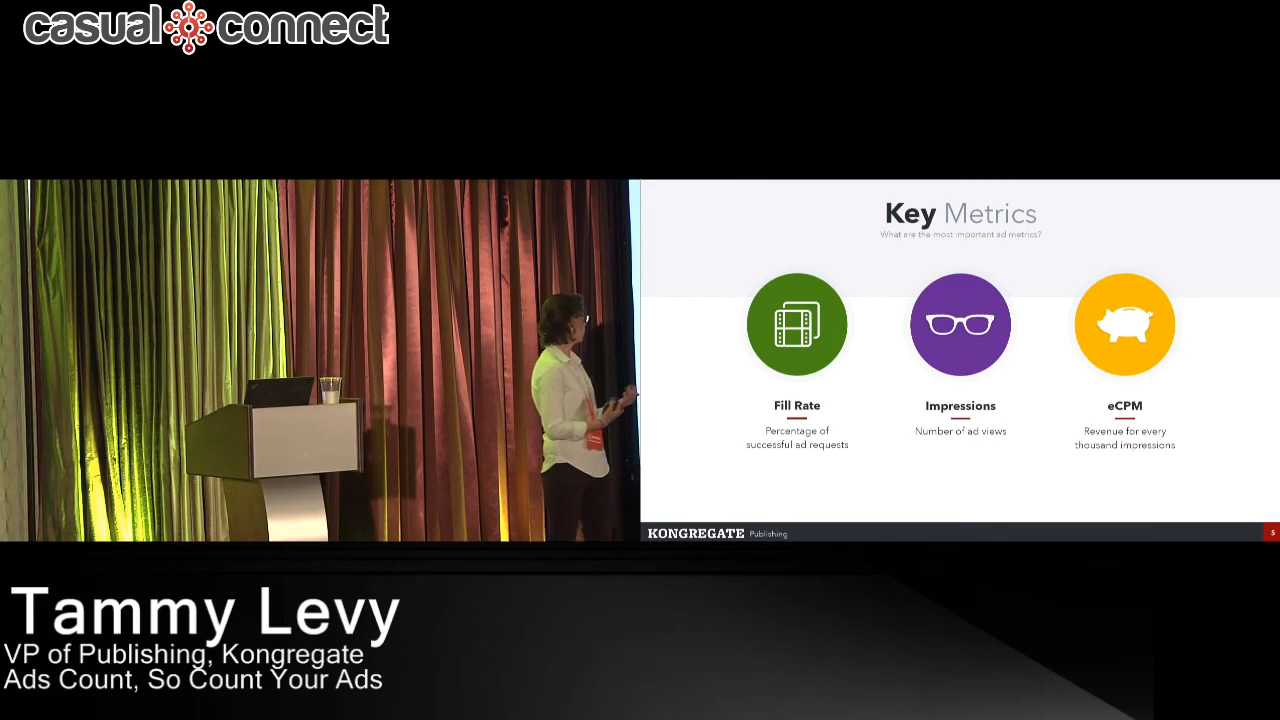 casual connect
Key Metrics
What are the most important ad metrics?
Fill Rate
Percentage of
successful ad requests
Impressions
Number of ad views
eCPM
Revenue for every
thousand impressions
KONGREGATE Publishing
5
Tammy Levy
VP of Publishing, Kongregate
Ads Count, So Count Your Ads